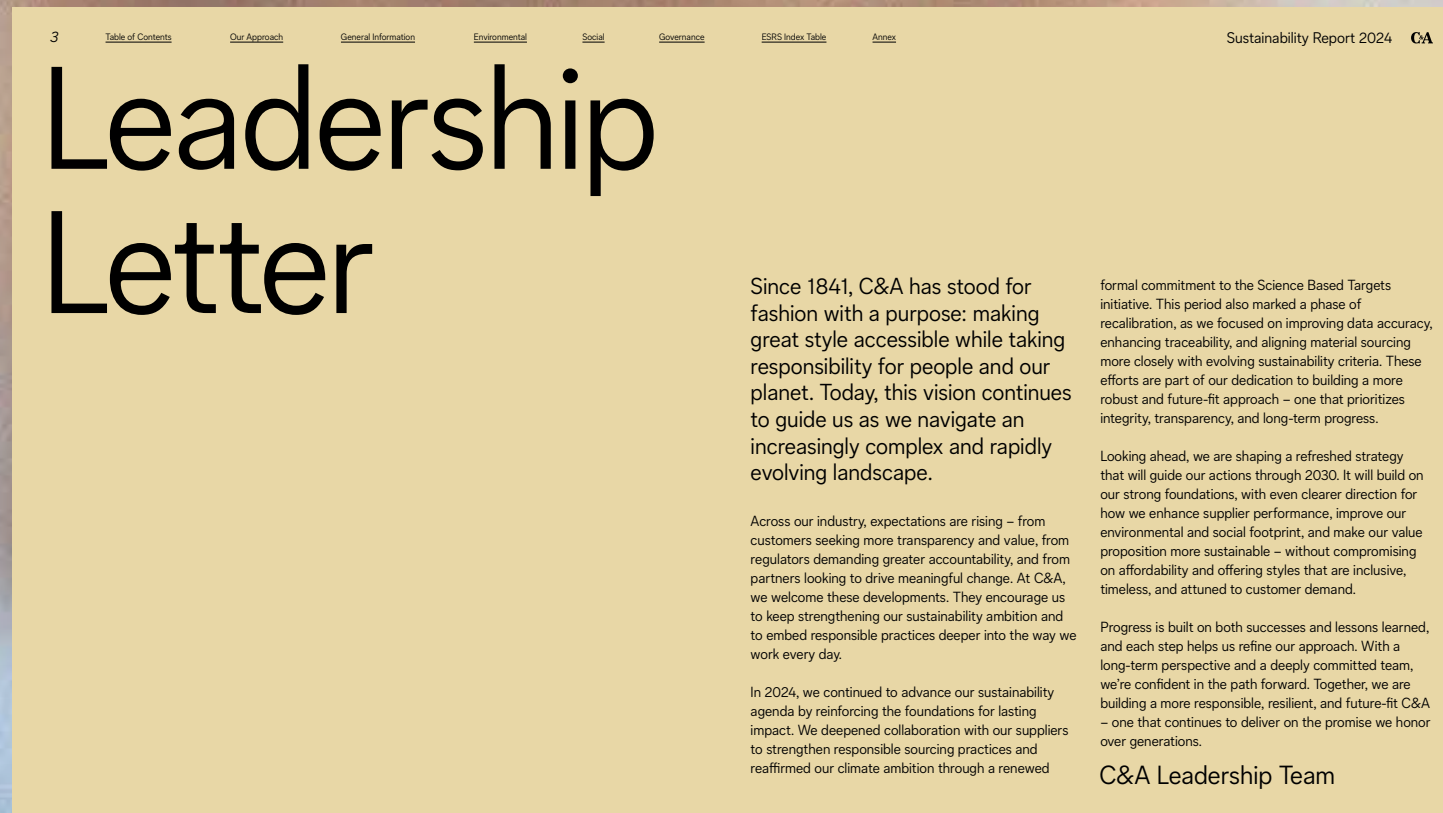 3
Table of Contents
Our Approach
General Information
Environmental
Social
Governance
ESRS Index Table
Annex
Sustainability Report 2024
C&A
Leadership
Letter
Since 1841, C&A has stood for
fashion with a purpose: making
great style accessible while taking
responsibility for people and our
planet. Today, this vision continues
to guide us as we navigate an
increasingly complex and rapidly
evolving landscape.
Across our industry, expectations are rising – from
customers seeking more transparency and value, from
regulators demanding greater accountability, and from
partners looking to drive meaningful change. At C&A,
we welcome these developments. They encourage us
to keep strengthening our sustainability ambition and
to embed responsible practices deeper into the way we
work every day.
In 2024, we continued to advance our sustainability
agenda by reinforcing the foundations for lasting
impact. We deepened collaboration with our suppliers
to strengthen responsible sourcing practices and
reaffirmed our climate ambition through a renewed
formal commitment to the Science Based Targets
initiative. This period also marked a phase of
recalibration, as we focused on improving data accuracy,
enhancing traceability, and aligning material sourcing
more closely with evolving sustainability criteria. These
efforts are part of our dedication to building a more
robust and future-fit approach – one that prioritizes
integrity, transparency, and long-term progress.
Looking ahead, we are shaping a refreshed strategy
that will guide our actions through 2030. It will build on
our strong foundations, with even clearer direction for
how we enhance supplier performance, improve our
environmental and social footprint, and make our value
proposition more sustainable – without compromising
on affordability and offering styles that are inclusive,
timeless, and attuned to customer demand.
Progress is built on both successes and lessons learned,
and each step helps us refine our approach. With a
long-term perspective and a deeply committed team,
we're confident in the path forward. Together, we are
building a more responsible, resilient, and future-fit C&A
– one that continues to deliver on the promise we honor
over generations.
C&A Leadership Team